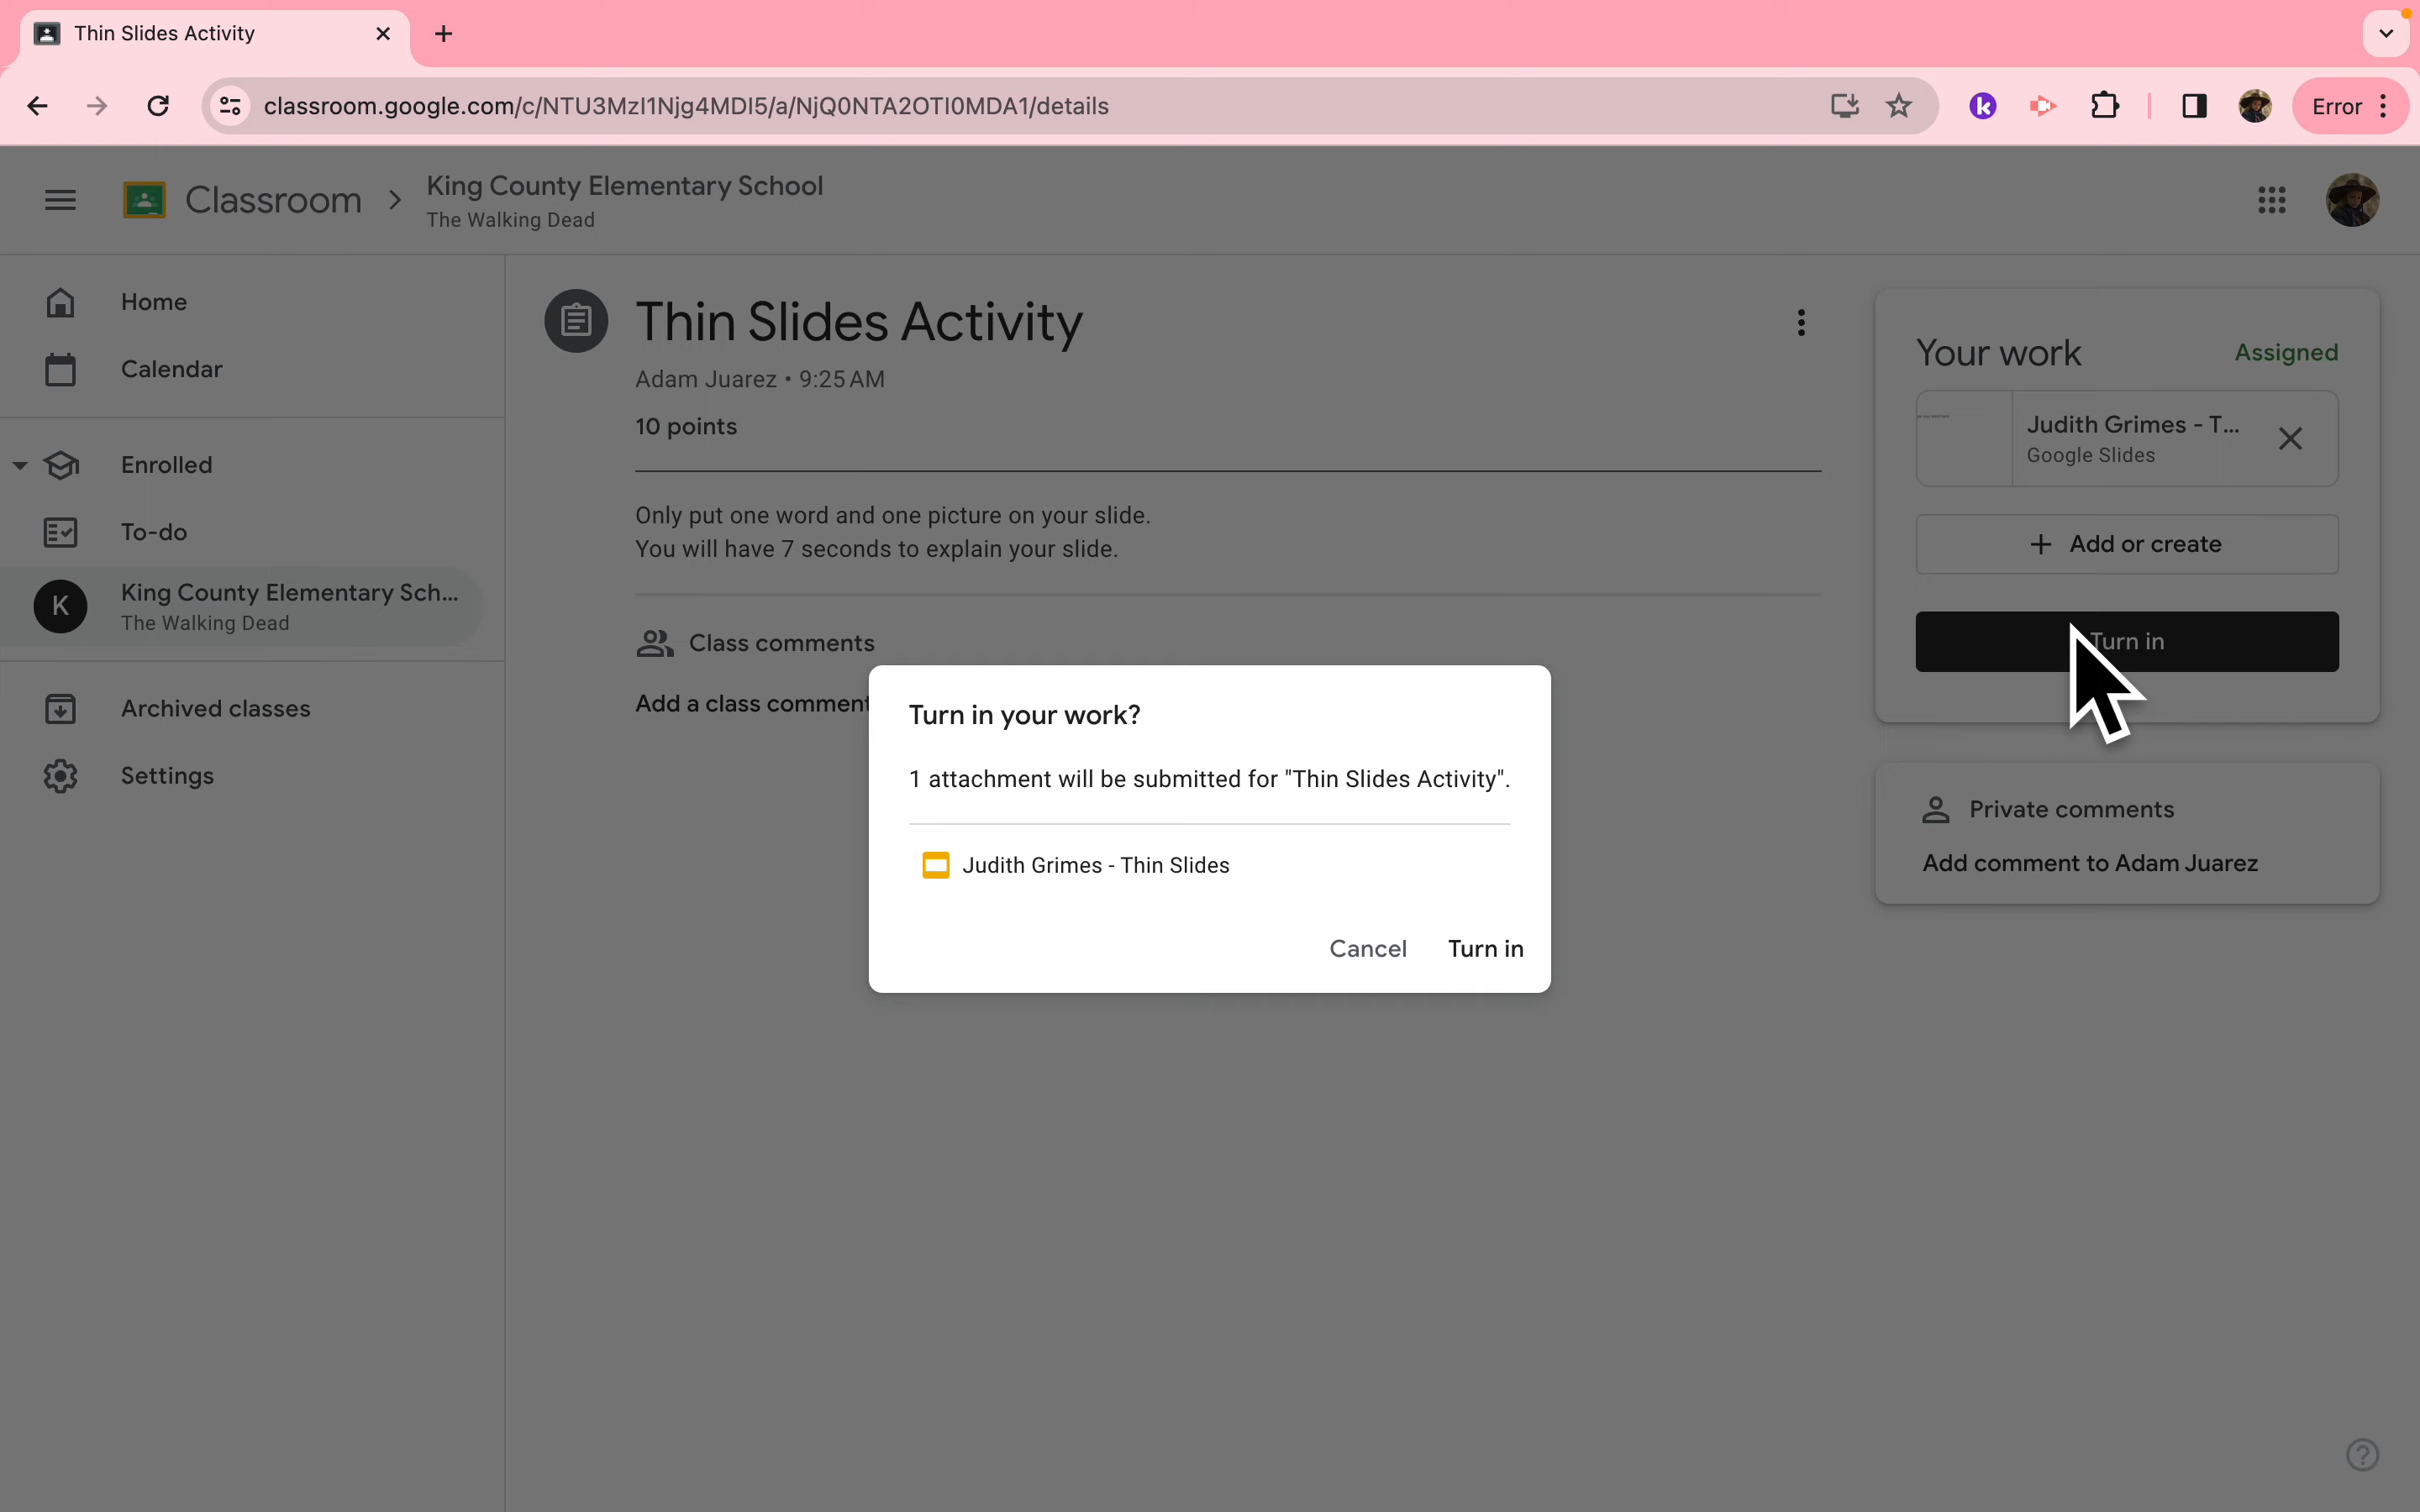 Thin Slides Activity
classroom.google.com/c/NTU3MzI1Njg4MDI5/a/NjQ0NTA2OTI0MDA1/details
Error
Classroom
King County Elementary School
The Walking Dead
Home
Calendar
Enrolled
To-do
K
King County Elementary Sch...
The Walking Dead
Archived classes
Settings
Thin Slides Activity
Adam Juarez • 9:25 AM
10 points
Only put one word and one picture on your slide.
You will have 7 seconds to explain your slide.
Class comments
Add a class comment
Your work
Assigned
Judith Grimes - T...
Google Slides
+ Add or create
Turn in
Private comments
Add comment to Adam Juarez
Turn in your work?
1 attachment will be submitted for "Thin Slides Activity".
Judith Grimes - Thin Slides
Cancel
Turn in